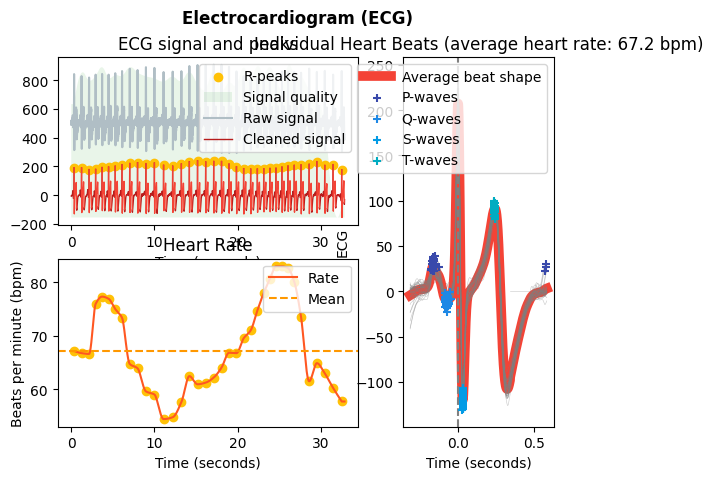 Electrocardiogram (ECG)
ECG signal and peaks
Individual Heart Beats (average heart rate: 67.2 bpm)
800
600
400
200
0
−200
R-peaks
Signal quality
Raw signal
Cleaned signal
0
10
20
30
Heart Rate
Beats per minute (bpm)
80
70
60
Rate
Mean
0
10
20
30
Time (seconds)
ECG
250
Average beat shape
P-waves
Q-waves
S-waves
T-waves
100
50
0
−50
−100
0.0
0.5
Time (seconds)